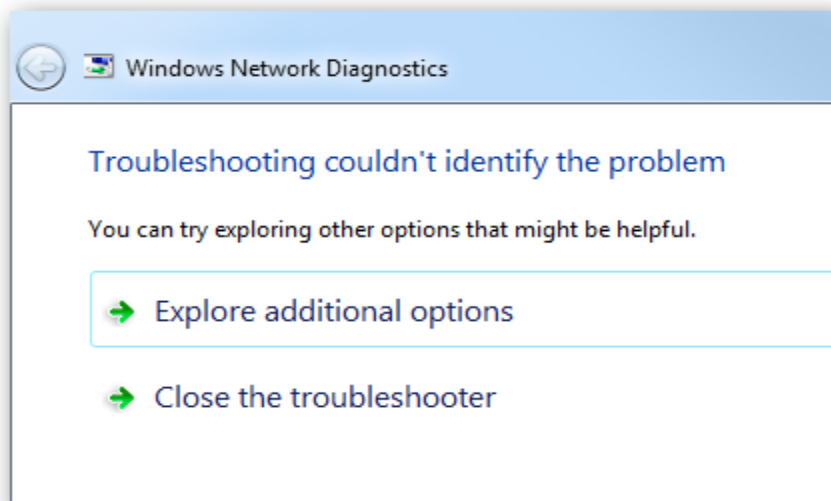 Windows Network Diagnostics
Troubleshooting couldn't identify the problem
You can try exploring other options that might be helpful.
Explore additional options
Close the troubleshooter